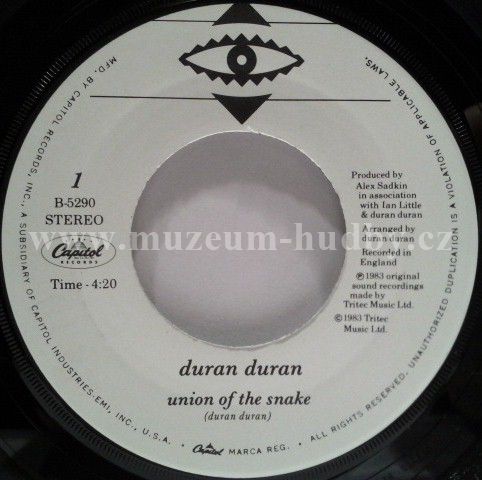 MFD. BY CAPITOL RECORDS, INC., A SUBSIDIARY OF CAPITOL INDUSTRIES-EMI, INC., U.S.A. • Capitol MARCA REG. • ALL RIGHTS RESERVED. UNAUTHORIZED DUPLICATION IS A VIOLATION OF APPLICABLE LAWS.
1
B-5290
STEREO
Capitol
RECORDS
Time - 4:20
Produced by
Alex Sadkin
in association
with Ian Little
& duran duran
Arranged by
duran duran
Recorded in
England
℗ 1983 original
sound recordings
made by
Tritec Music Ltd.
© 1983 Tritec
Music Ltd.
www.muzeum-hudby.cz
duran duran
union of the snake
(duran duran)